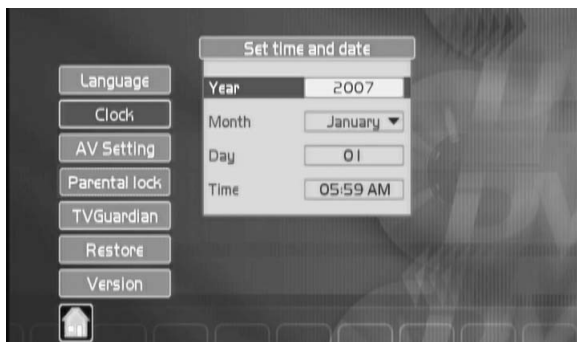 Set time and date
Language
Clock
AV Setting
Parental lock
TVGuardian
Restore
Version
Year 2007
Month January
Day 01
Time 05:59 AM